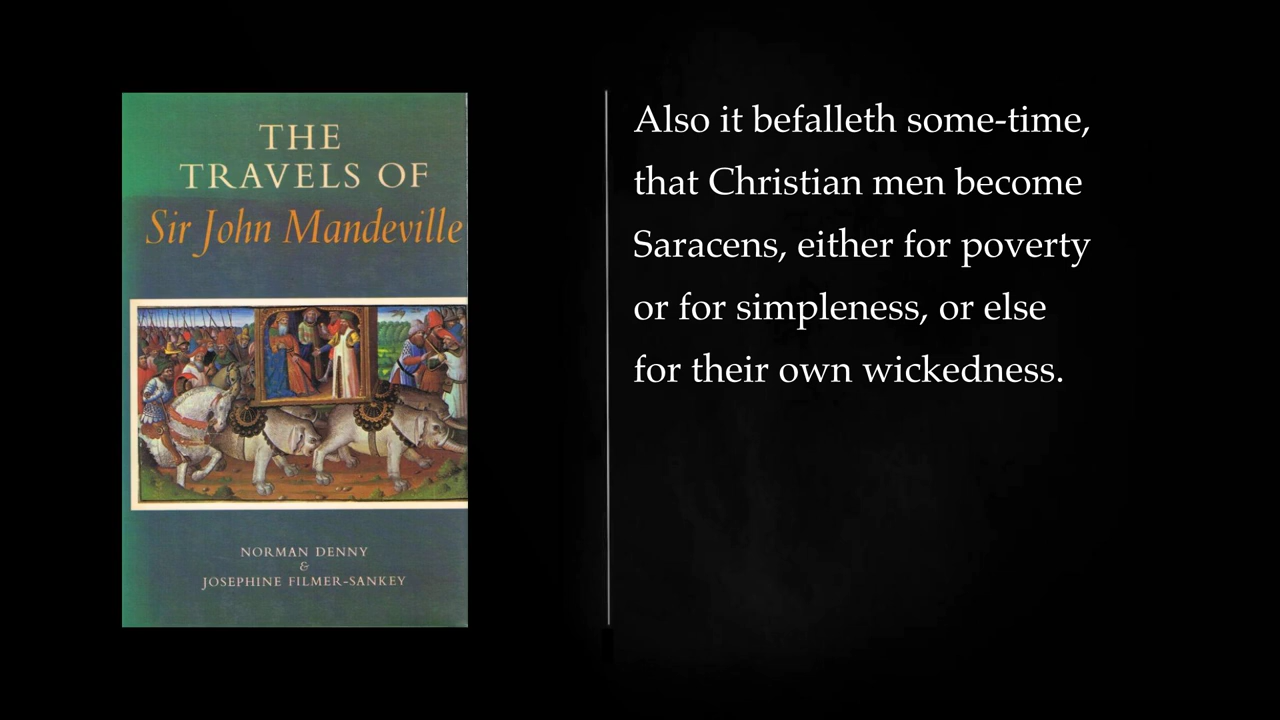 THE
TRAVELS OF
Sir John Mandeville
NORMAN DENNY
&
JOSEPHINE FILMER-SANKEY
Also it befalleth some-time,
that Christian men become
Saracens, either for poverty
or for simpleness, or else
for their own wickedness.